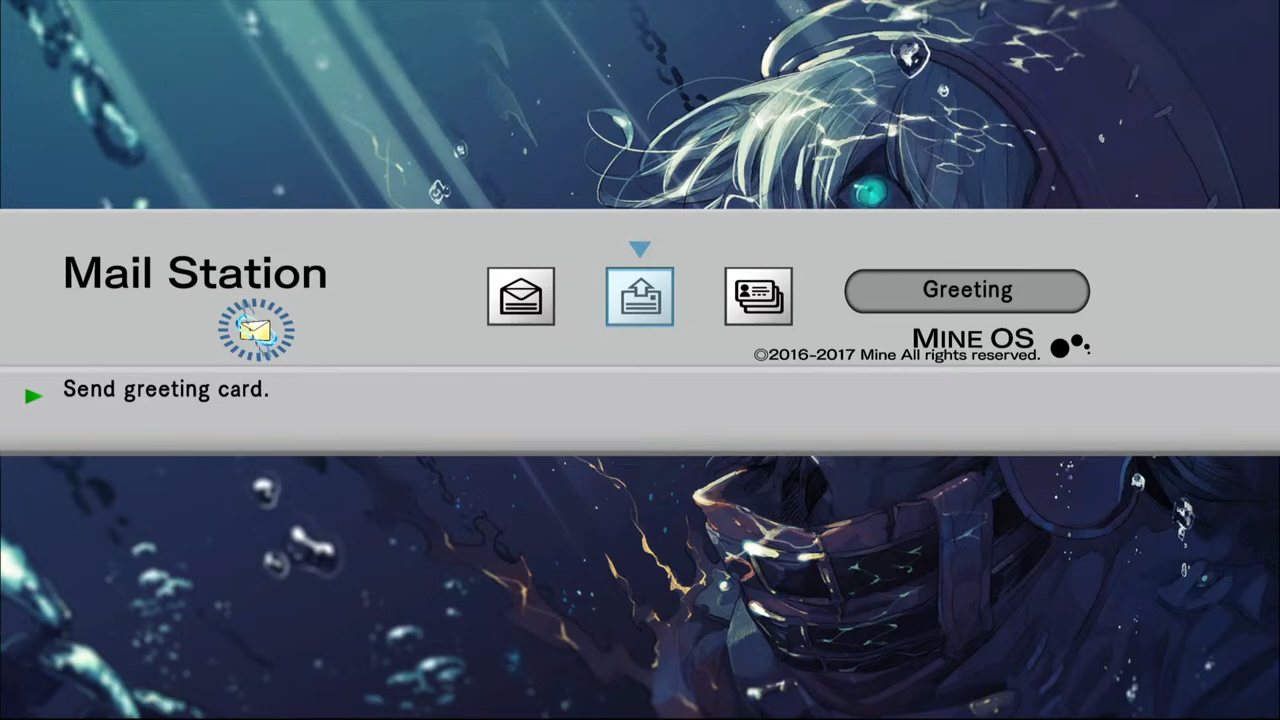 Mail Station
Greeting
MINE OS
©2016-2017 Mine All rights reserved.
Send greeting card.